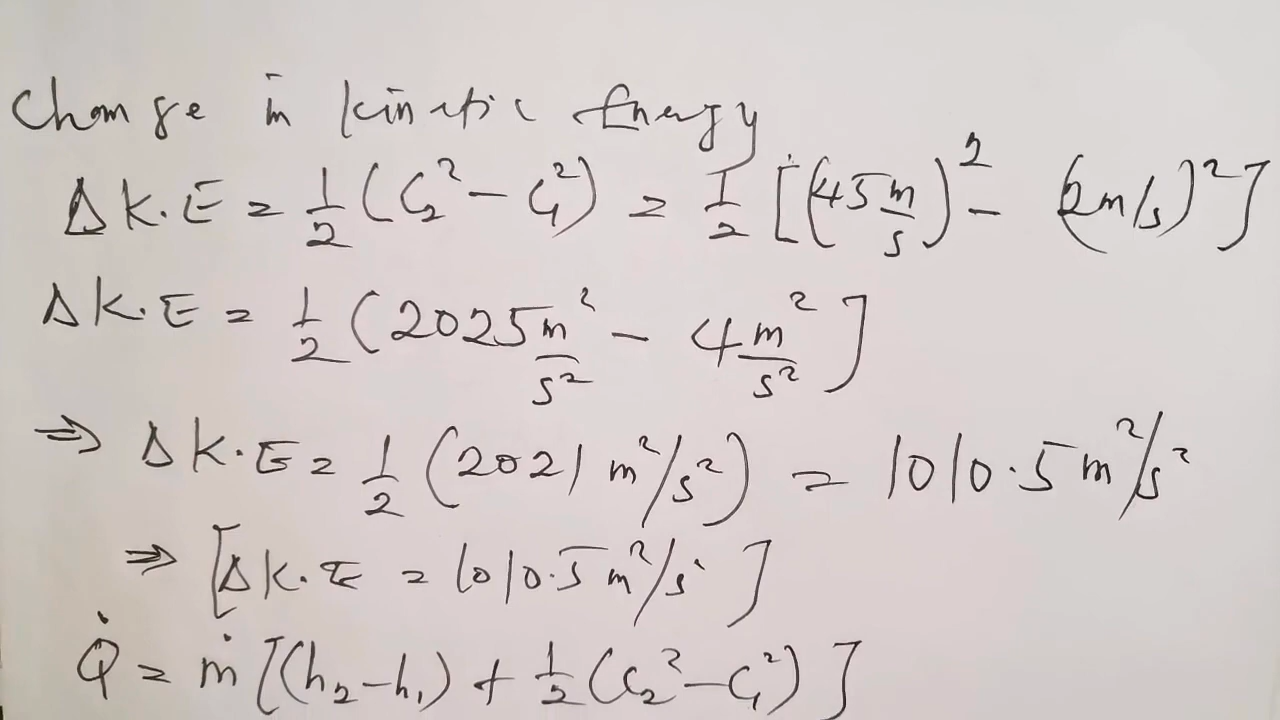 Change in kinetic Energy
ΔK.E = 1/2 (C₂² - C₁²) = 1/2 [(45 m/s)² - (2m/s)²]
ΔK.E = 1/2 (2025 m²/s² - 4 m²/s²]
⇒ ΔK.E = 1/2 (2021 m²/s²) = 1010.5 m²/s²
⇒ [ΔK.E = 1010.5 m²/s²]
Q̇ = ṁ [(h₂-h₁) + 1/2 (C₂² - C₁²)]